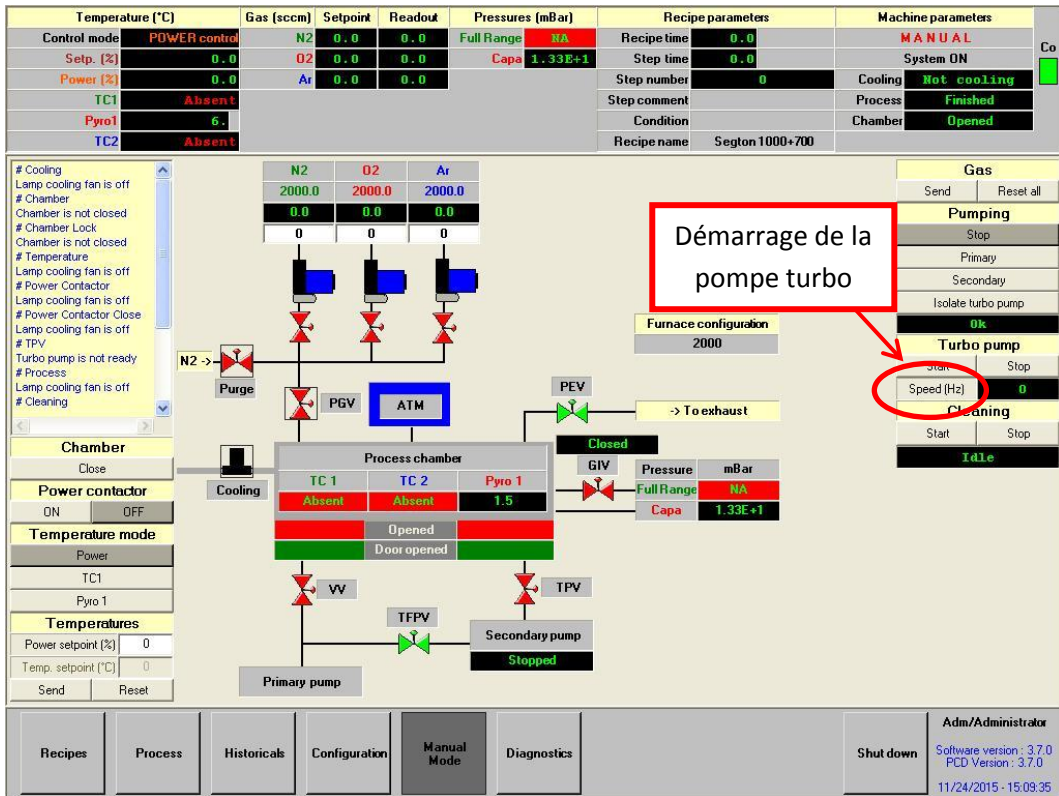 Temperature (°C)
Control mode POWER control
Setp. (%) 0.0
Power (%) 0.0
TC1 Absent
Pyro1 6.
TC2 Absent
Gas (sccm) Setpoint Readout
N2 0.0 0.0
O2 0.0 0.0
Ar 0.0 0.0
Pressures (mBar)
Full Range NA
Capa 1.33E+1
Recipe parameters
Recipe time 0.0
Step time 0.0
Step number 0
Step comment
Condition
Recipe name Segton 1000+700
Machine parameters
MANUAL
System ON
Cooling Not cooling
Process Finished
Chamber Opened
Co
# Cooling
Lamp cooling fan is off
# Chamber
Chamber is not closed
# Chamber Lock
Chamber is not closed
# Temperature
Lamp cooling fan is off
# Power Contactor
Lamp cooling fan is off
# Power Contactor Close
Lamp cooling fan is off
# TPV
Turbo pump is not ready
# Process
Lamp cooling fan is off
# Cleaning
Chamber
Close
Power contactor
ON OFF
Temperature mode
Power
TC1
Pyro 1
Temperatures
Power setpoint (%) 0
Temp. setpoint (°C) 0
Send Reset
N2 O2 Ar
2000.0 2000.0 2000.0
0.0 0.0 0.0
0 0 0
N2 ->
Purge
PGV
ATM
PEV
-> To exhaust
Closed
Cooling
Process chamber
TC 1 TC 2 Pyro 1
Absent Absent 1.5
Opened
Door opened
GIV
Pressure mBar
Full Range NA
Capa 1.33E+1
VV
TPV
TFPV
Secondary pump
Stopped
Primary pump
Furnace configuration
2000
Démarrage de la
pompe turbo
Gas
Send Reset all
Pumping
Stop
Primary
Secondary
Isolate turbo pump
Ok
Turbo pump
Start Stop
Speed (Hz) 0
Cleaning
Start Stop
Idle
Recipes
Process
Historicals
Configuration
Manual
Mode
Diagnostics
Shut down
Adm/Administrator
Software version : 3.7.0
PCD Version : 3.7.0
11/24/2015 - 15:09:35